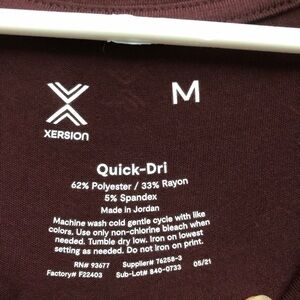 M
XERSION
Quick-Dri
62% Polyester / 33% Rayon
5% Spandex
Made in Jordan
Machine wash cold gentle cycle with like
colors. Use only non-chlorine bleach when
needed. Tumble dry low. Iron on lowest
setting as needed. Do not iron on print.
RN# 93677 Supplier# 76258-3
Factory# F22403 Sub-Lot# 840-0733 05/21